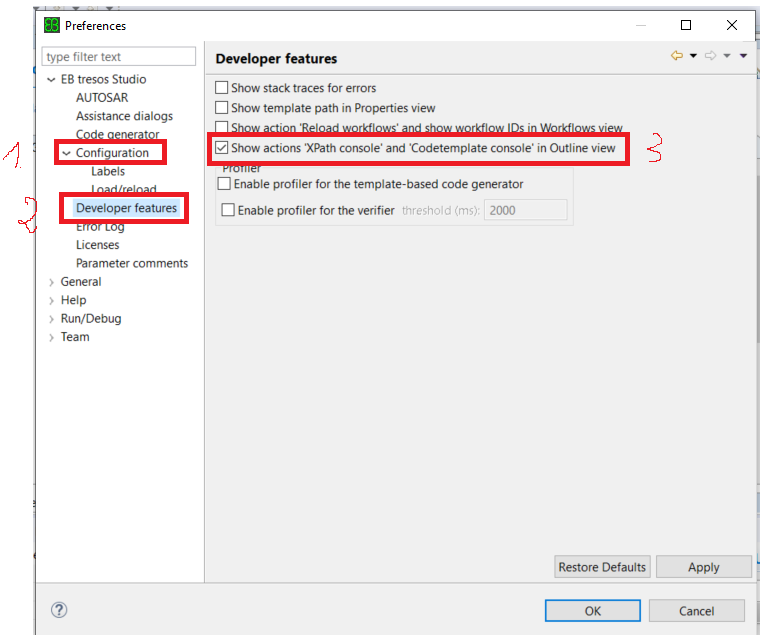 Preferences
type filter text
Developer features
EB tresos Studio
AUTOSAR
Assistance dialogs
Code generator
1
Configuration
Labels
Load/reload
2
Developer features
Error Log
Licenses
Parameter comments
General
Help
Run/Debug
Team
Show stack traces for errors
Show template path in Properties view
Show action 'Reload workflows' and show workflow IDs in Workflows view
Show actions 'XPath console' and 'Codetemplate console' in Outline view
3
Profiler
Enable profiler for the template-based code generator
Enable profiler for the verifier threshold (ms): 2000
Restore Defaults Apply
? OK Cancel